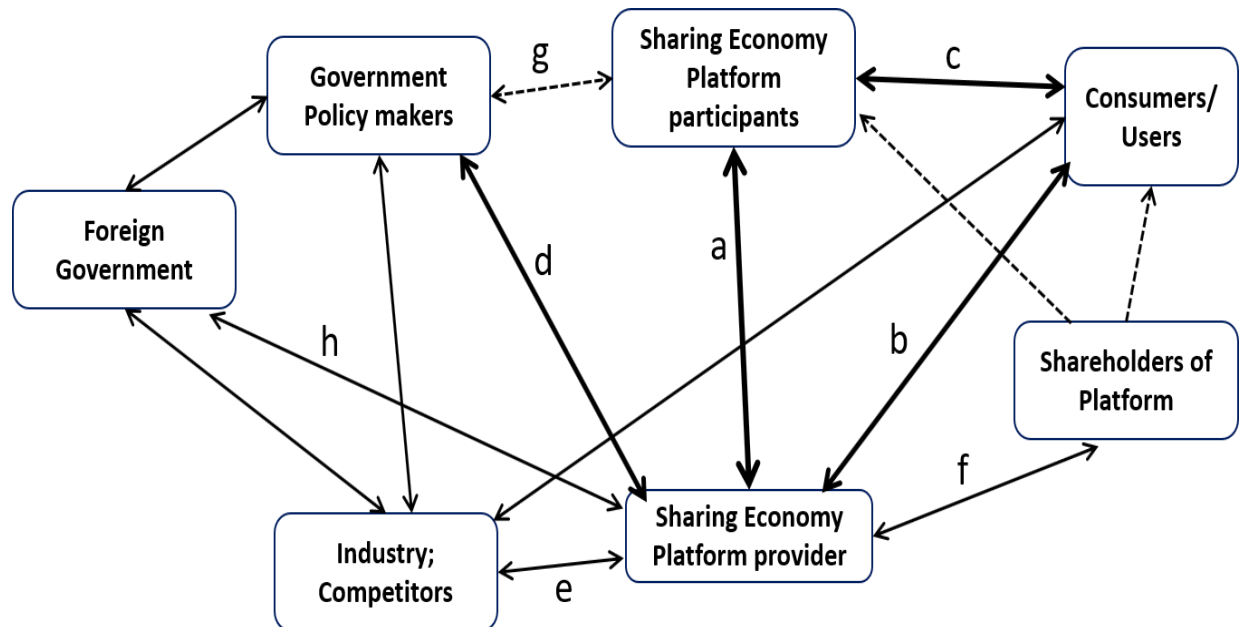 Sharing Economy
Platform
participants
Government
Policy makers
g
c
Consumers/
Users
Foreign
Government
d
a
h
b
Shareholders of
Platform
f
Sharing Economy
Platform provider
Industry;
Competitors
e